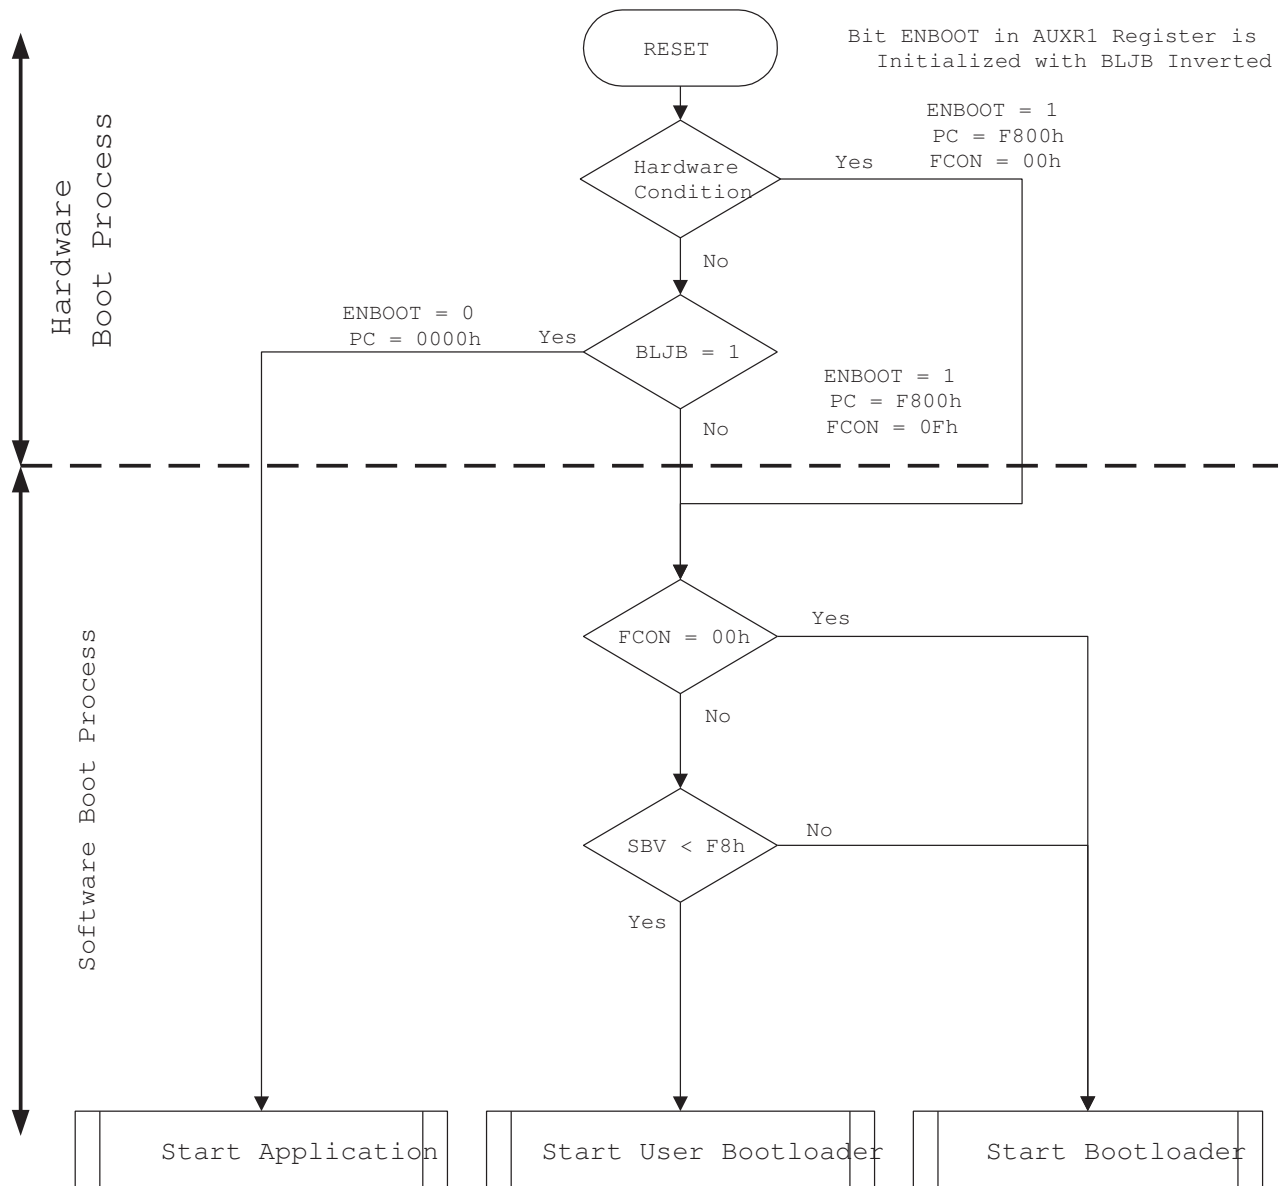 RESET
Bit ENBOOT in AUXR1 Register is
Initialized with BLJB Inverted
ENBOOT = 1
PC = F800h
FCON = 00h
Yes
Hardware
Condition
No
Hardware
Boot Process
ENBOOT = 0
PC = 0000h
Yes
BLJB = 1
ENBOOT = 1
PC = F800h
FCON = 0Fh
No
Software Boot Process
FCON = 00h
Yes
No
SBV < F8h
No
Yes
Start Application
Start User Bootloader
Start Bootloader